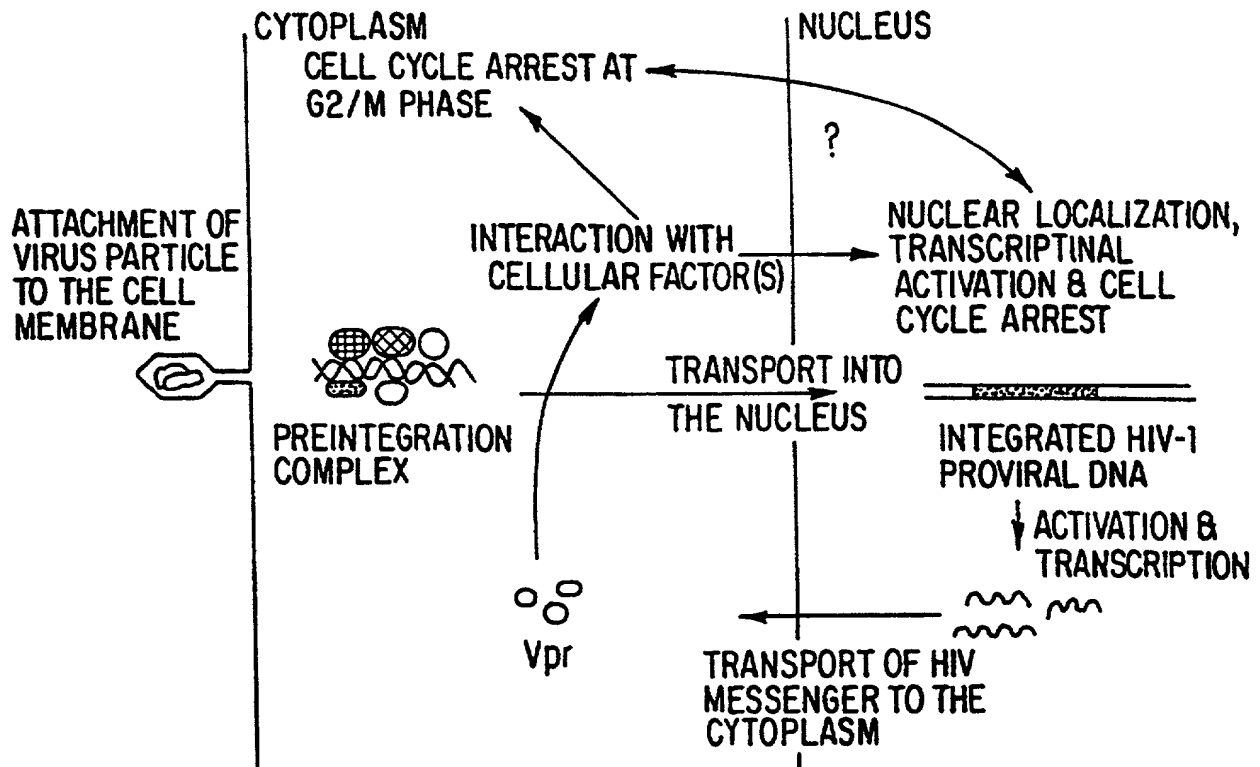 CYTOPLASM
NUCLEUS
CELL CYCLE ARREST AT
G2/M PHASE
?
ATTACHMENT OF
VIRUS PARTICLE
TO THE CELL
MEMBRANE
INTERACTION WITH
CELLULAR FACTOR(S)
NUCLEAR LOCALIZATION,
TRANSCRIPTINAL
ACTIVATION & CELL
CYCLE ARREST
TRANSPORT INTO
THE NUCLEUS
PREINTEGRATION
COMPLEX
INTEGRATED HIV-1
PROVIRAL DNA
ACTIVATION &
TRANSCRIPTION
Vpr
TRANSPORT OF HIV
MESSENGER TO THE
CYTOPLASM